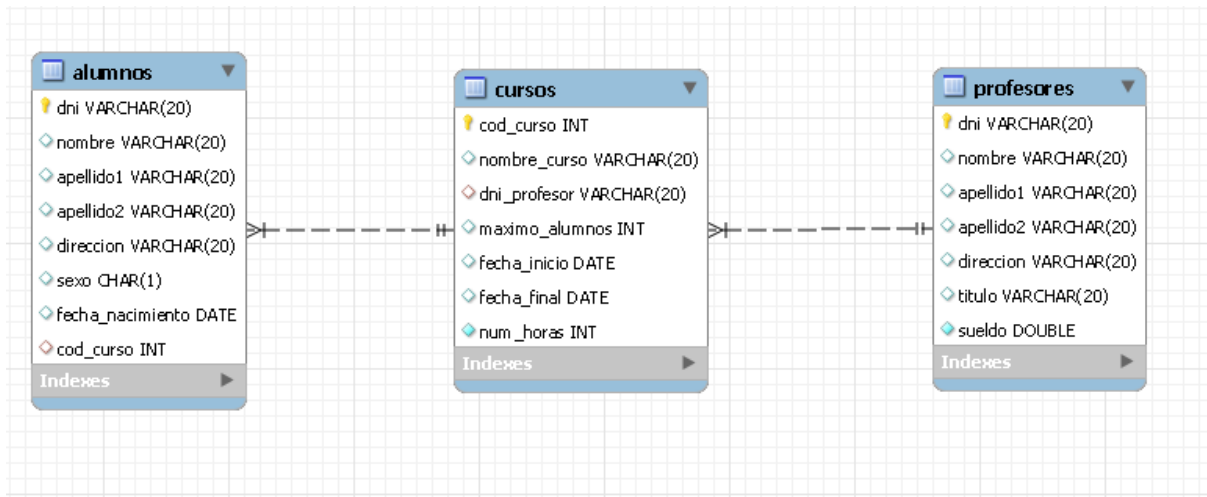 alumnos
dni VARCHAR(20)
nombre VARCHAR(20)
apellido1 VARCHAR(20)
apellido2 VARCHAR(20)
direccion VARCHAR(20)
sexo CHAR(1)
fecha_nacimiento DATE
cod_curso INT
Indexes
cursos
cod_curso INT
nombre_curso VARCHAR(20)
dni_profesor VARCHAR(20)
maximo_alumnos INT
fecha_inicio DATE
fecha_final DATE
num_horas INT
Indexes
profesores
dni VARCHAR(20)
nombre VARCHAR(20)
apellido1 VARCHAR(20)
apellido2 VARCHAR(20)
direccion VARCHAR(20)
titulo VARCHAR(20)
sueldo DOUBLE
Indexes